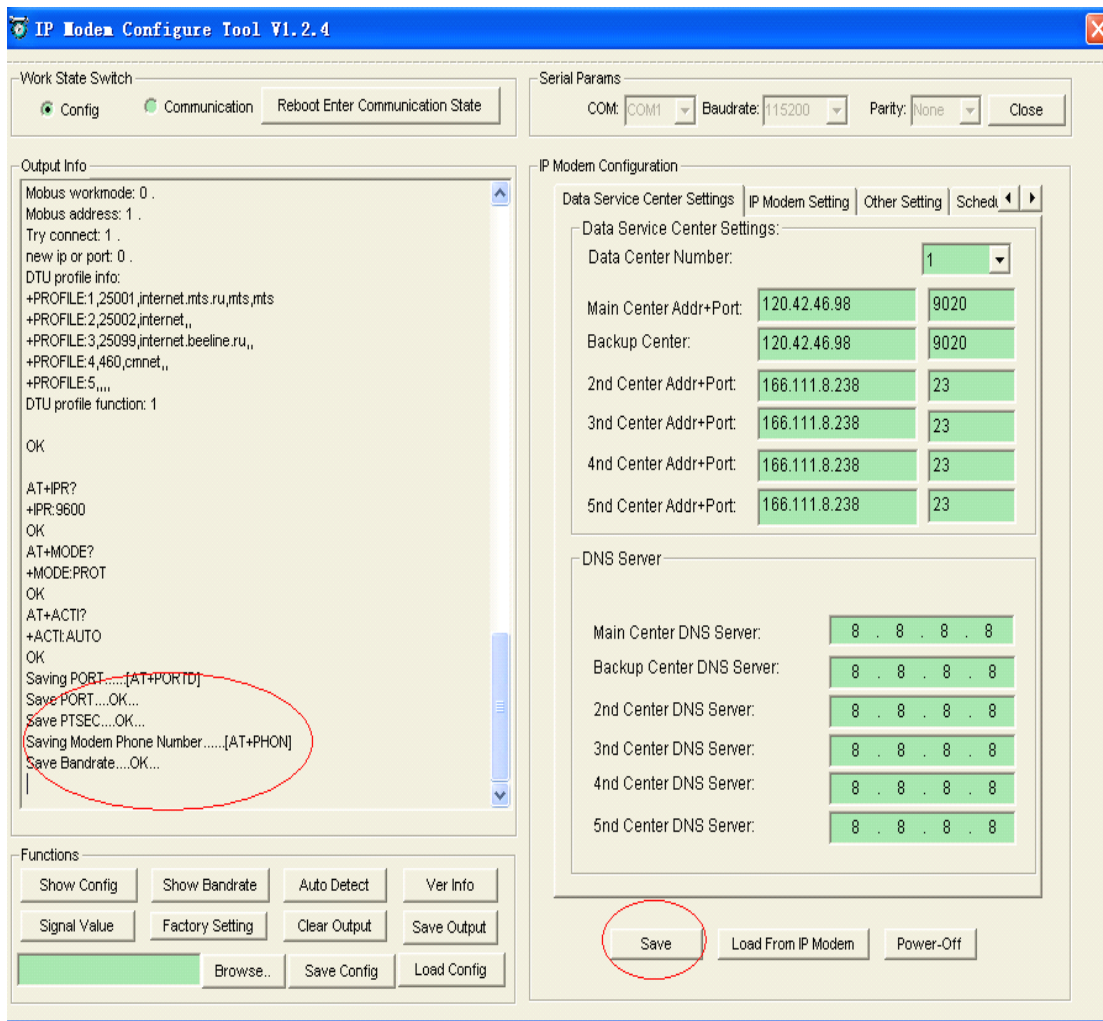 IP Modem Configure Tool V1.2.4
Work State Switch
Config
Communication
Reboot Enter Communication State
Serial Params
COM: COM1
Baudrate: 115200
Parity: None
Close
Output Info
Mobus workmode: 0 .
Mobus address: 1 .
Try connect: 1 .
new ip or port: 0 .
DTU profile info:
+PROFILE:1,25001,internet.mts.ru,mts,mts
+PROFILE:2,25002,internet,,
+PROFILE:3,25099,internet.beeline.ru,,
+PROFILE:4,460,cmnet,,
+PROFILE:5,,,,
DTU profile function: 1
OK
AT+IPR?
+IPR:9600
OK
AT+MODE?
+MODE:PROT
OK
AT+ACTI?
+ACTI:AUTO
OK
Saving PORT......[AT+PORTD]
Save PORT....OK...
Save PTSEC....OK...
Saving Modem Phone Number......[AT+PHON]
Save Bandrate....OK...
IP Modem Configuration
Data Service Center Settings
IP Modem Setting
Other Setting
Schedu
Data Service Center Settings:
Data Center Number: 1
Main Center Addr+Port: 120.42.46.98 9020
Backup Center: 120.42.46.98 9020
2nd Center Addr+Port: 166.111.8.238 23
3nd Center Addr+Port: 166.111.8.238 23
4nd Center Addr+Port: 166.111.8.238 23
5nd Center Addr+Port: 166.111.8.238 23
DNS Server
Main Center DNS Server: 8 . 8 . 8 . 8
Backup Center DNS Server: 8 . 8 . 8 . 8
2nd Center DNS Server: 8 . 8 . 8 . 8
3nd Center DNS Server: 8 . 8 . 8 . 8
4nd Center DNS Server: 8 . 8 . 8 . 8
5nd Center DNS Server: 8 . 8 . 8 . 8
Functions
Show Config
Show Bandrate
Auto Detect
Ver Info
Signal Value
Factory Setting
Clear Output
Save Output
Browse..
Save Config
Load Config
Save
Load From IP Modem
Power-Off